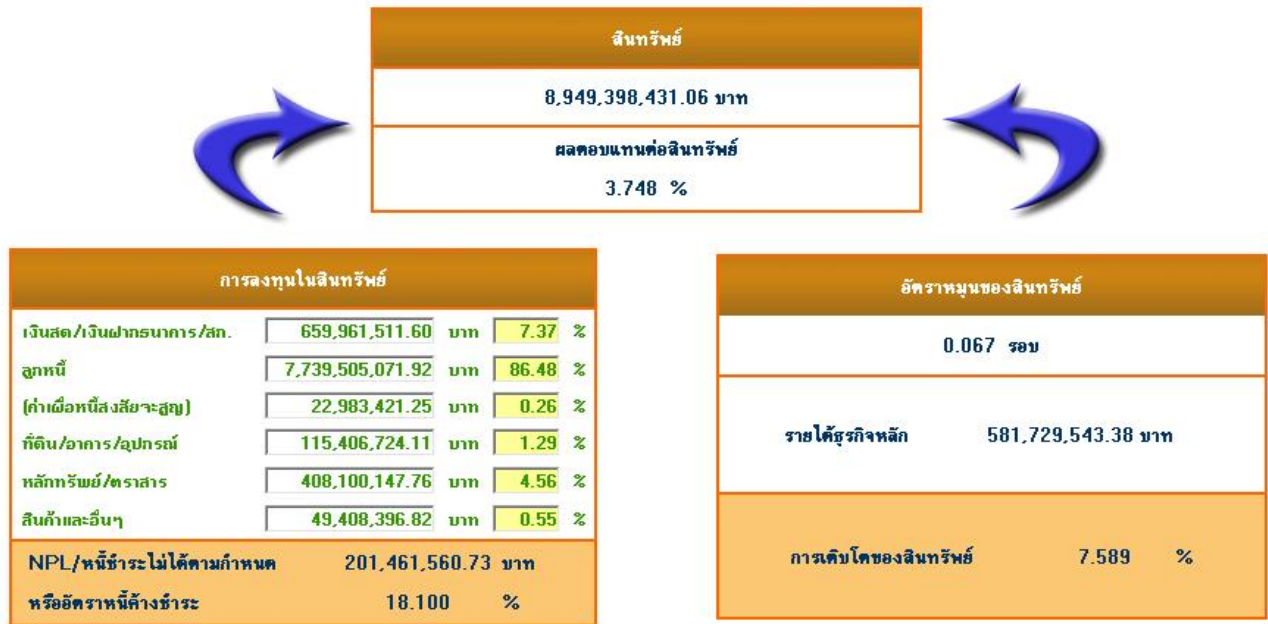 สินทรัพย์
8,949,398,431.06 บาท
ผลตอบแทนต่อสินทรัพย์
3.748 %
การลงทุนในสินทรัพย์
เงินสด/เงินฝากธนาคาร/สก. 659,961,511.60 บาท 7.37 %
ลูกหนี้ 7,739,505,071.92 บาท 86.48 %
(ค่าเผื่อหนี้สงสัยจะสูญ) 22,983,421.25 บาท 0.26 %
ที่ดิน/อาคาร/อุปกรณ์ 115,406,724.11 บาท 1.29 %
หลักทรัพย์/ตราสาร 408,100,147.76 บาท 4.56 %
สินค้าและอื่นๆ 49,408,396.82 บาท 0.55 %
NPL/หนี้ชำระไม่ได้ตามกำหนด 201,461,560.73 บาท
หรืออัตราหนี้ค้างชำระ 18.100 %
อัตราหมุนของสินทรัพย์
0.067 รอบ
รายได้ธุรกิจหลัก 581,729,543.38 บาท
การเติบโตของสินทรัพย์ 7.589 %